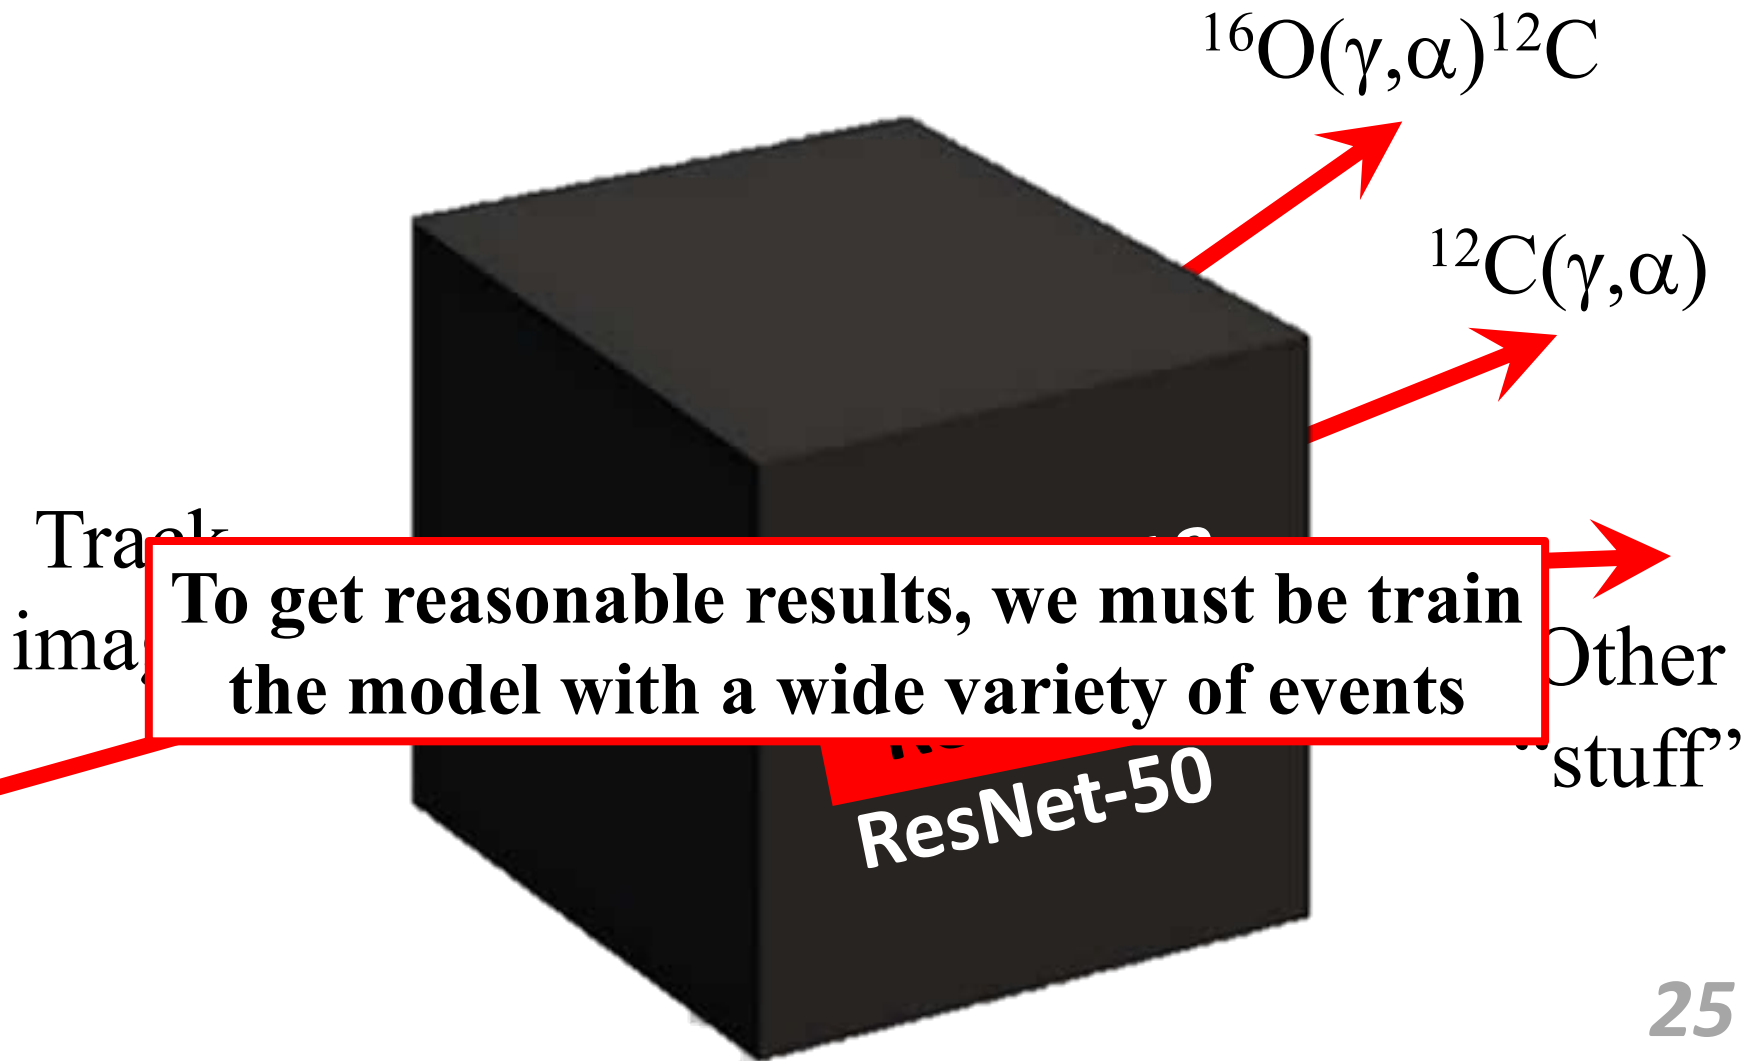 ¹⁶O(γ,α)¹²C
¹²C(γ,α)
To get reasonable results, we must be train
the model with a wide variety of events
Other
“stuff”
ResNet-50
25